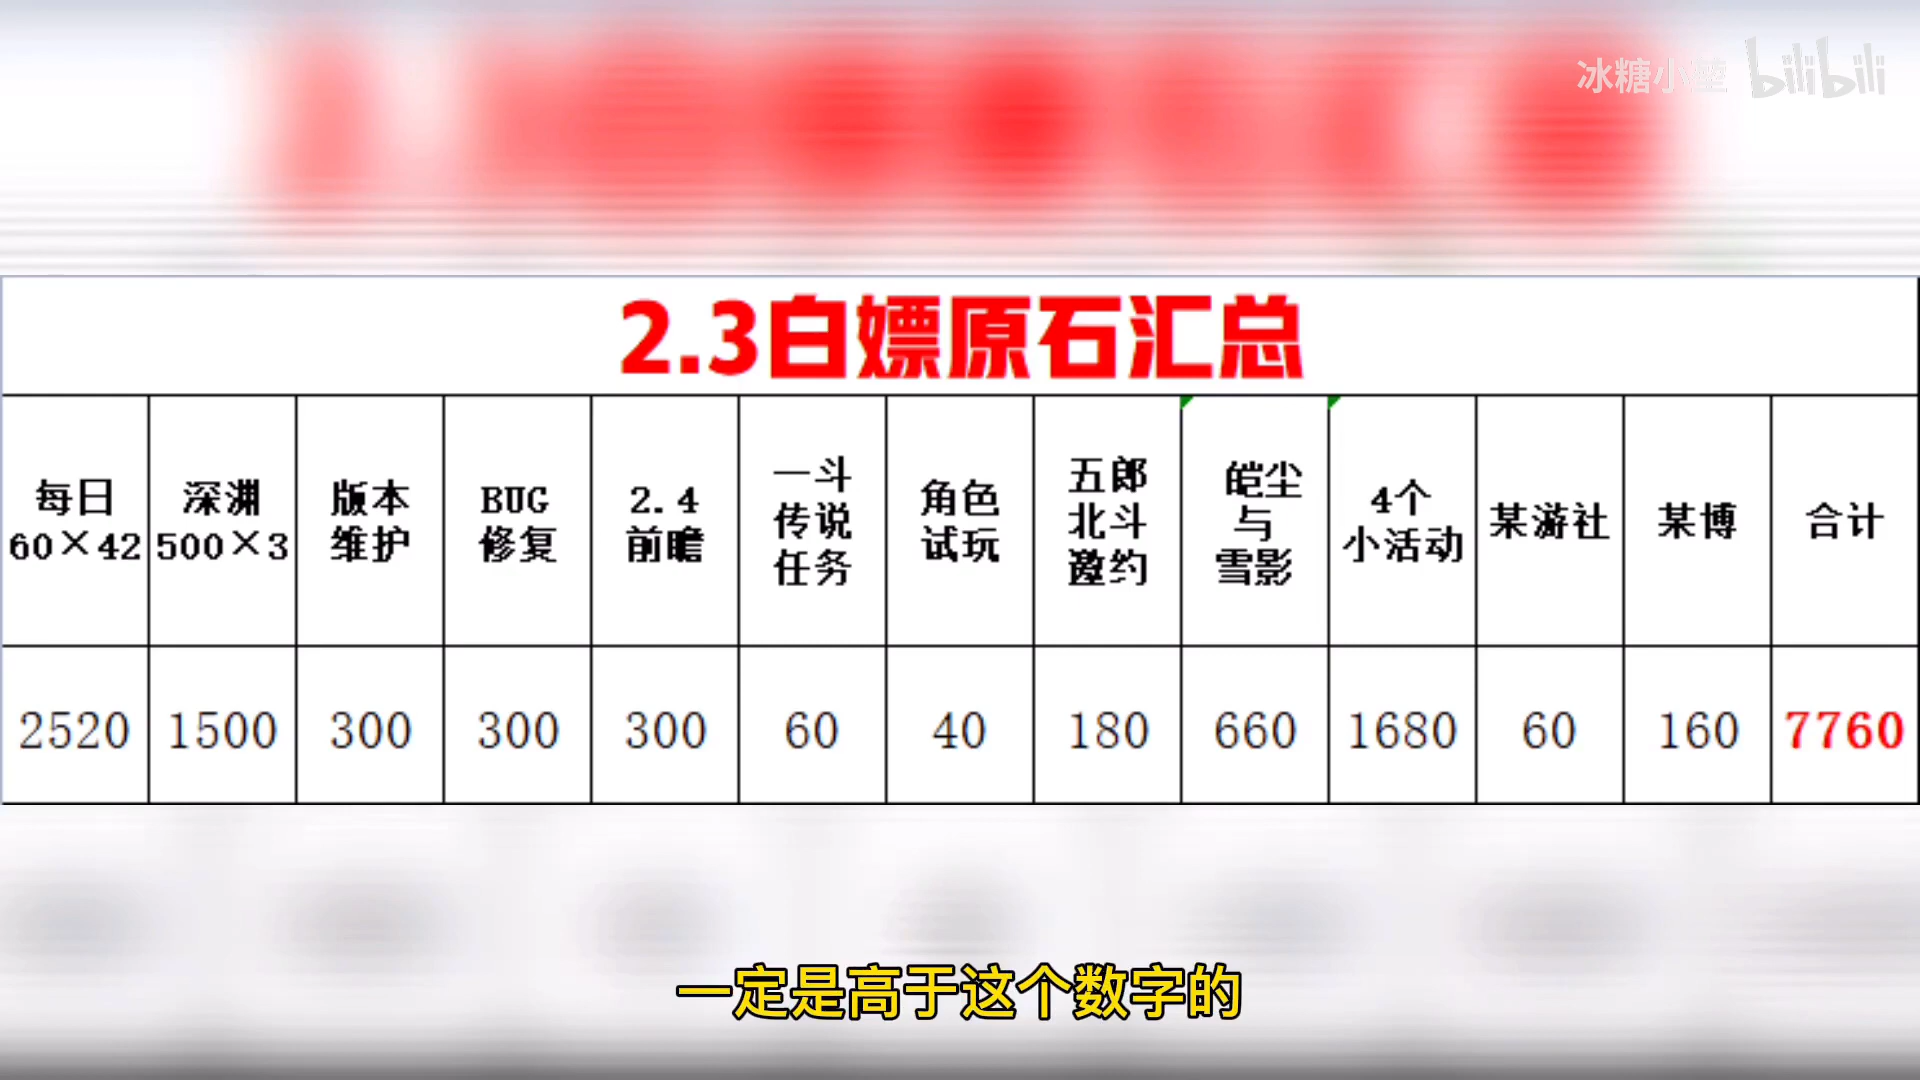 冰糖小堃 bilibili
2.3白嫖原石汇总
每日
60×42
深渊
500×3
版本
维护
BUG
修复
2.4
前瞻
一斗
传说
任务
角色
试玩
五郎
北斗
邀约
皑尘
与
雪影
4个
小活动
某游社
某博
合计
2520
1500
300
300
300
60
40
180
660
1680
60
160
7760
一定是高于这个数字的